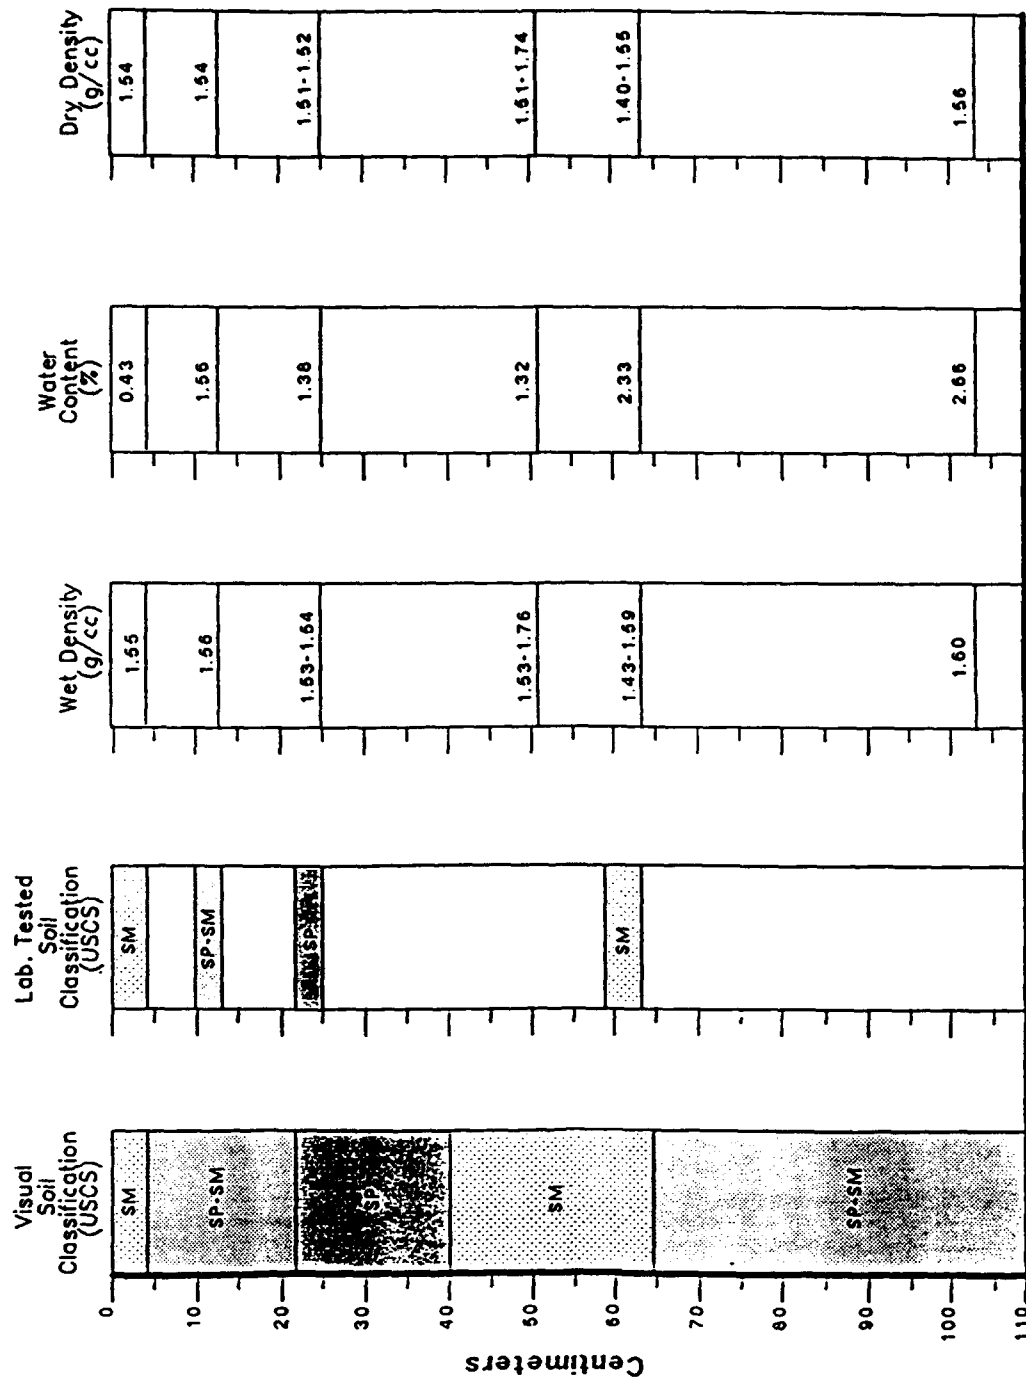 Visual
Soil
Classification
(USCS)
Lab. Tested
Soil
Classification
(USCS)
Wet Density
(g/cc)
Water
Content
(%)
Dry Density
(g/cc)
Centimeters
0
10
20
30
40
50
60
70
80
90
100
110
SM
SP-SM
SP
SM
SP-SM
SM
SP-SM
SP
SM
1.55
1.56
1.53-1.54
1.53-1.76
1.43-1.59
1.60
0.43
1.56
1.38
1.32
2.33
2.66
1.54
1.54
1.51-1.52
1.51-1.74
1.40-1.55
1.56